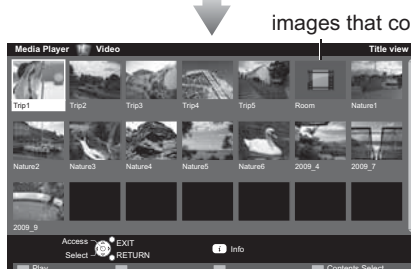 images that co
Media Player Video Title view
Trip1 Trip2 Trip3 Trip4 Trip5 Room Nature1
Nature2 Nature3 Nature4 Nature5 Nature6 2009_4 2009_7
2009_9
Access EXIT
Select RETURN
i Info
Play Contents Select